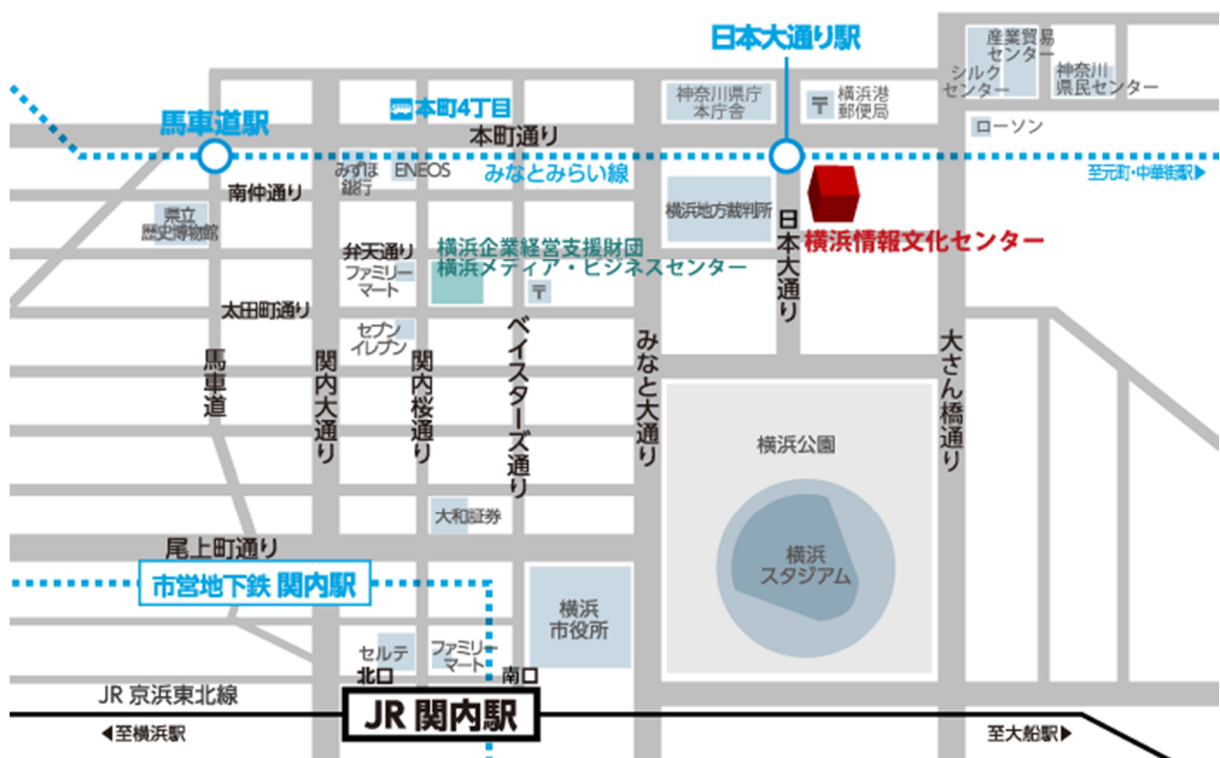 日本大通り駅
産業貿易
センター
シルク
センター
神奈川
県民センター
神奈川県庁
本庁舎
〒
横浜港
郵便局
本町4丁目
馬車道駅
本町通り
ローソン
みずほ
銀行
ENEOS
みなとみらい線
至元町・中華街駅▶
南仲通り
県立
歴史博物館
横浜地方裁判所
日本大通り
横浜情報文化センター
弁天通り
横浜企業経営支援財団
横浜メディア・ビジネスセンター
ファミリー
マート
〒
太田町通り
セブン
イレブン
馬車道
関内大通り
関内桜通り
ベイスターズ通り
みなと大通り
大さん橋通り
横浜公園
大和証券
尾上町通り
横浜
スタジアム
市営地下鉄 関内駅
横浜
市役所
セルテ
ファミリー
マート
北口
南口
JR 京浜東北線
JR 関内駅
◀至横浜駅
至大船駅▶